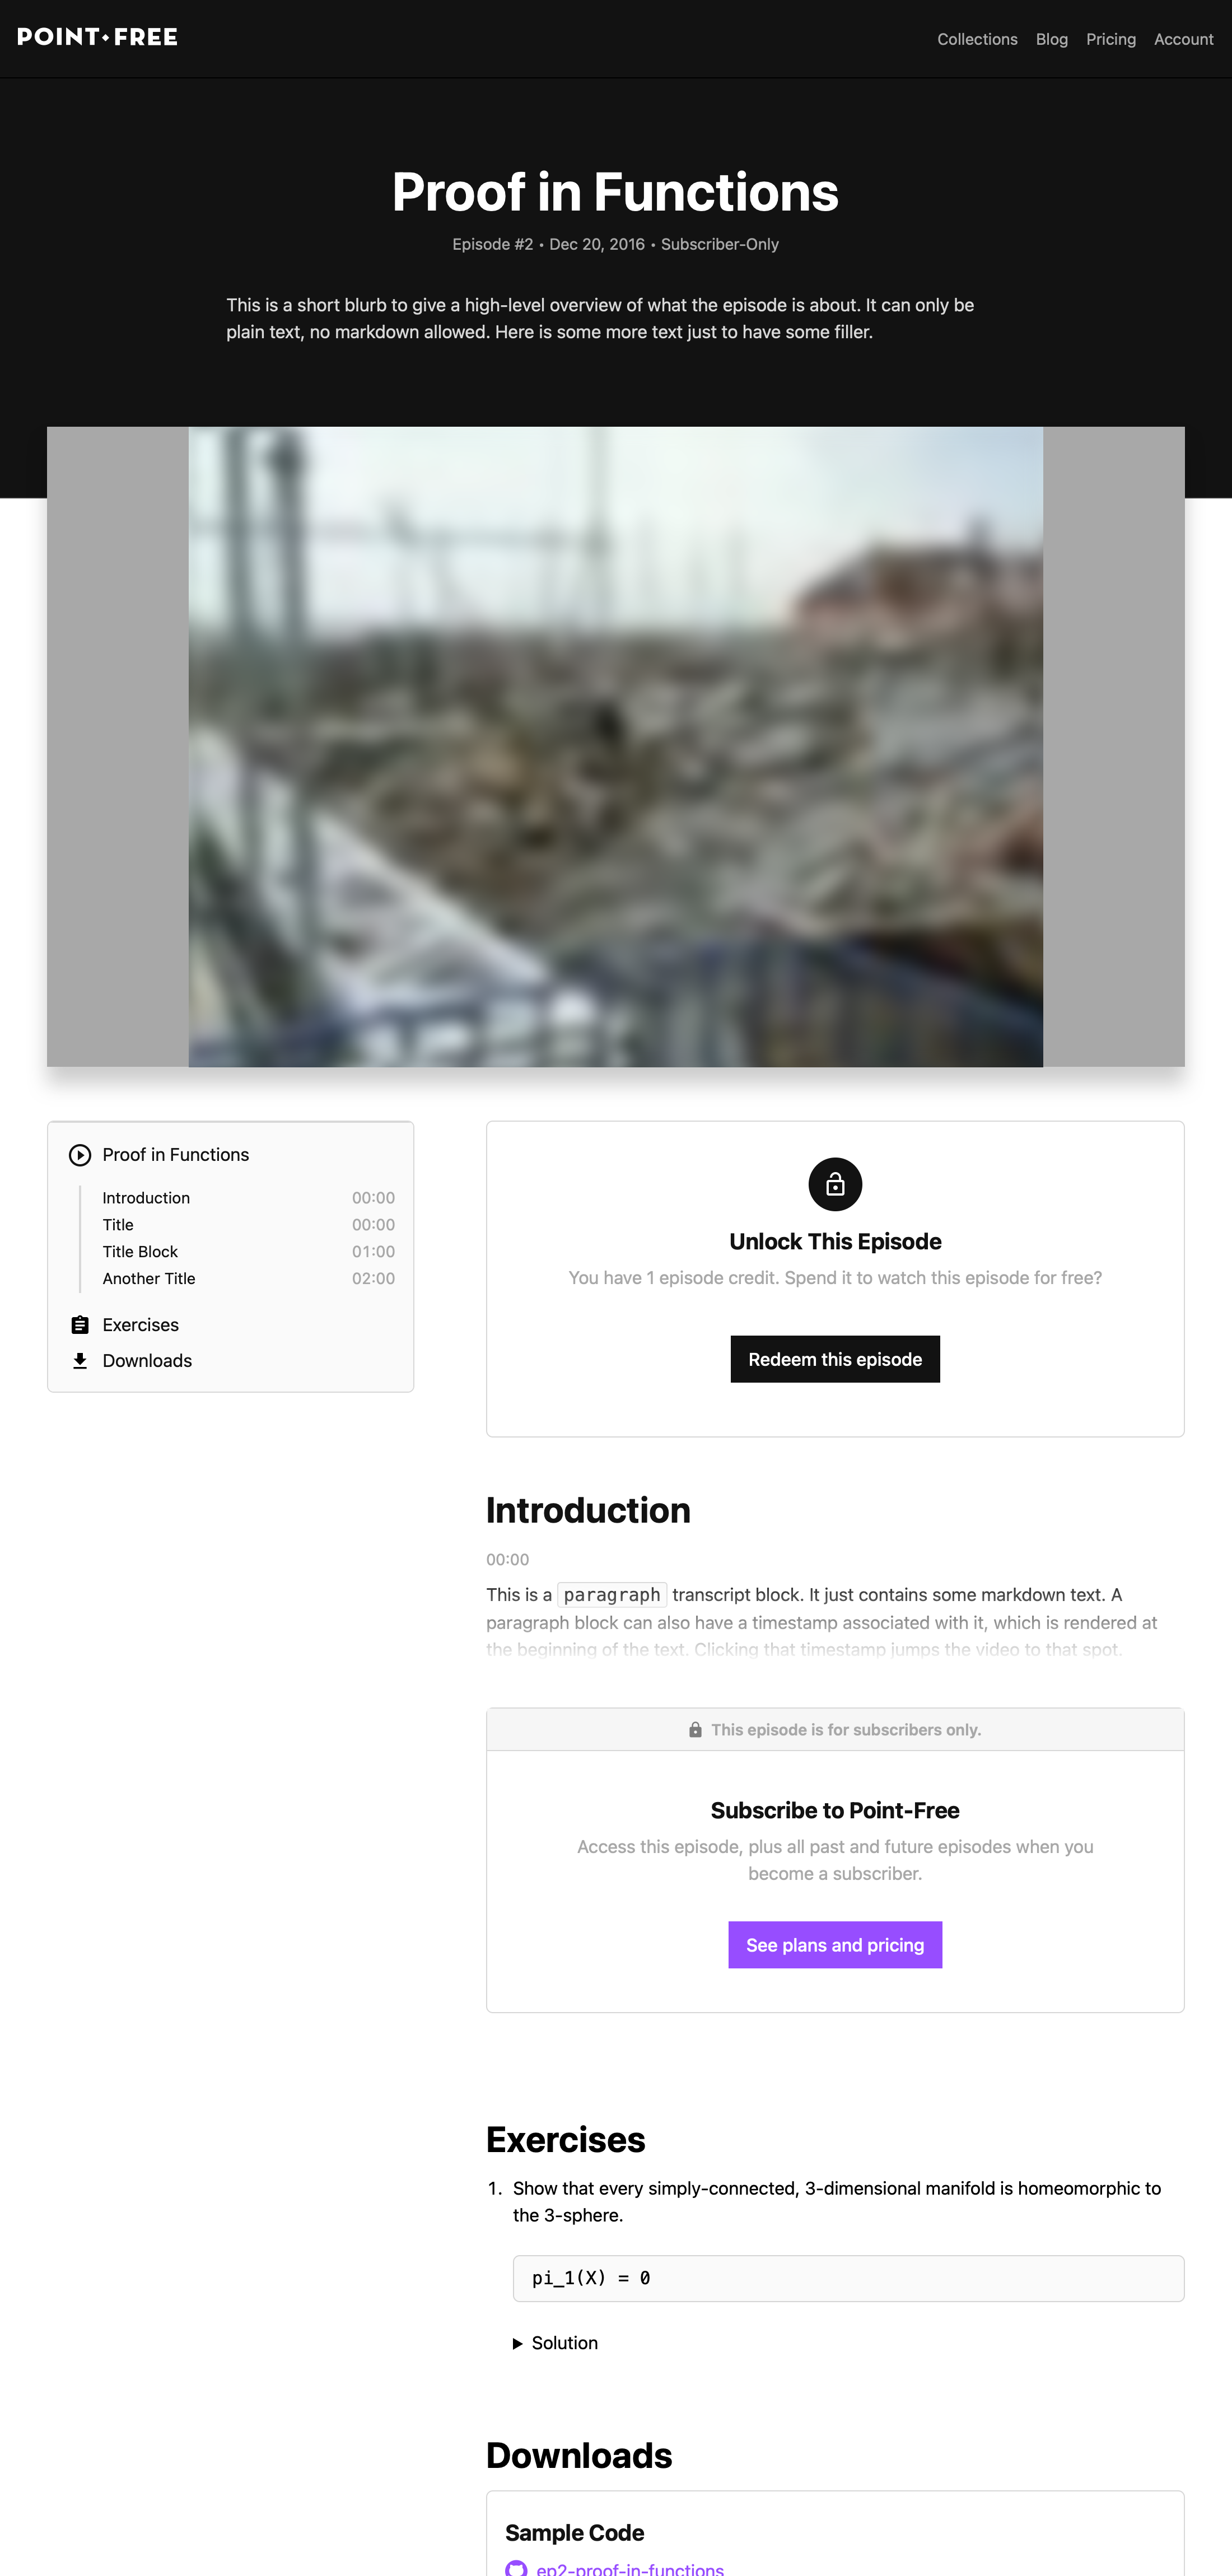 POINT•FREE
Collections Blog Pricing Account
Proof in Functions
Episode #2 • Dec 20, 2016 • Subscriber-Only
This is a short blurb to give a high-level overview of what the episode is about. It can only be
plain text, no markdown allowed. Here is some more text just to have some filler.
Proof in Functions
Introduction 00:00
Title 00:00
Title Block 01:00
Another Title 02:00
Exercises
Downloads
Unlock This Episode
You have 1 episode credit. Spend it to watch this episode for free?
Redeem this episode
Introduction
00:00
This is a paragraph transcript block. It just contains some markdown text. A
paragraph block can also have a timestamp associated with it, which is rendered at
the beginning of the text. Clicking that timestamp jumps the video to that spot.
This episode is for subscribers only.
Subscribe to Point-Free
Access this episode, plus all past and future episodes when you
become a subscriber.
See plans and pricing
Exercises
1. Show that every simply-connected, 3-dimensional manifold is homeomorphic to
the 3-sphere.
pi_1(X) = 0
Solution
Downloads
Sample Code
ep2-proof-in-functions